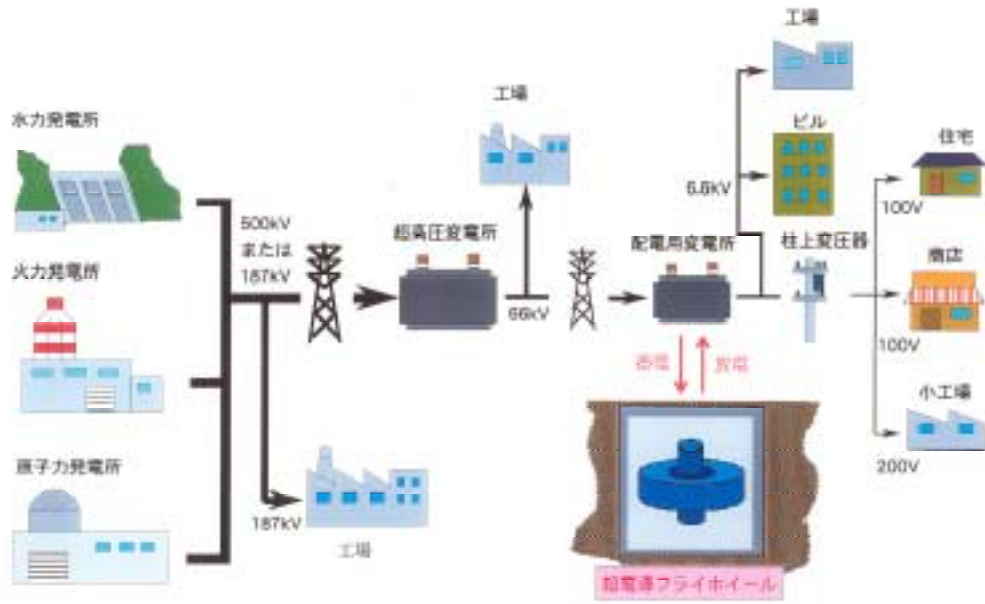 水力発電所
火力発電所
原子力発電所
500kV
または
187kV
187kV
工場
超高圧変電所
工場
66kV
配電用変電所
蓄電
放電
超電導フライホイール
6.6kV
工場
ビル
柱上変圧器
住宅
100V
商店
100V
小工場
200V